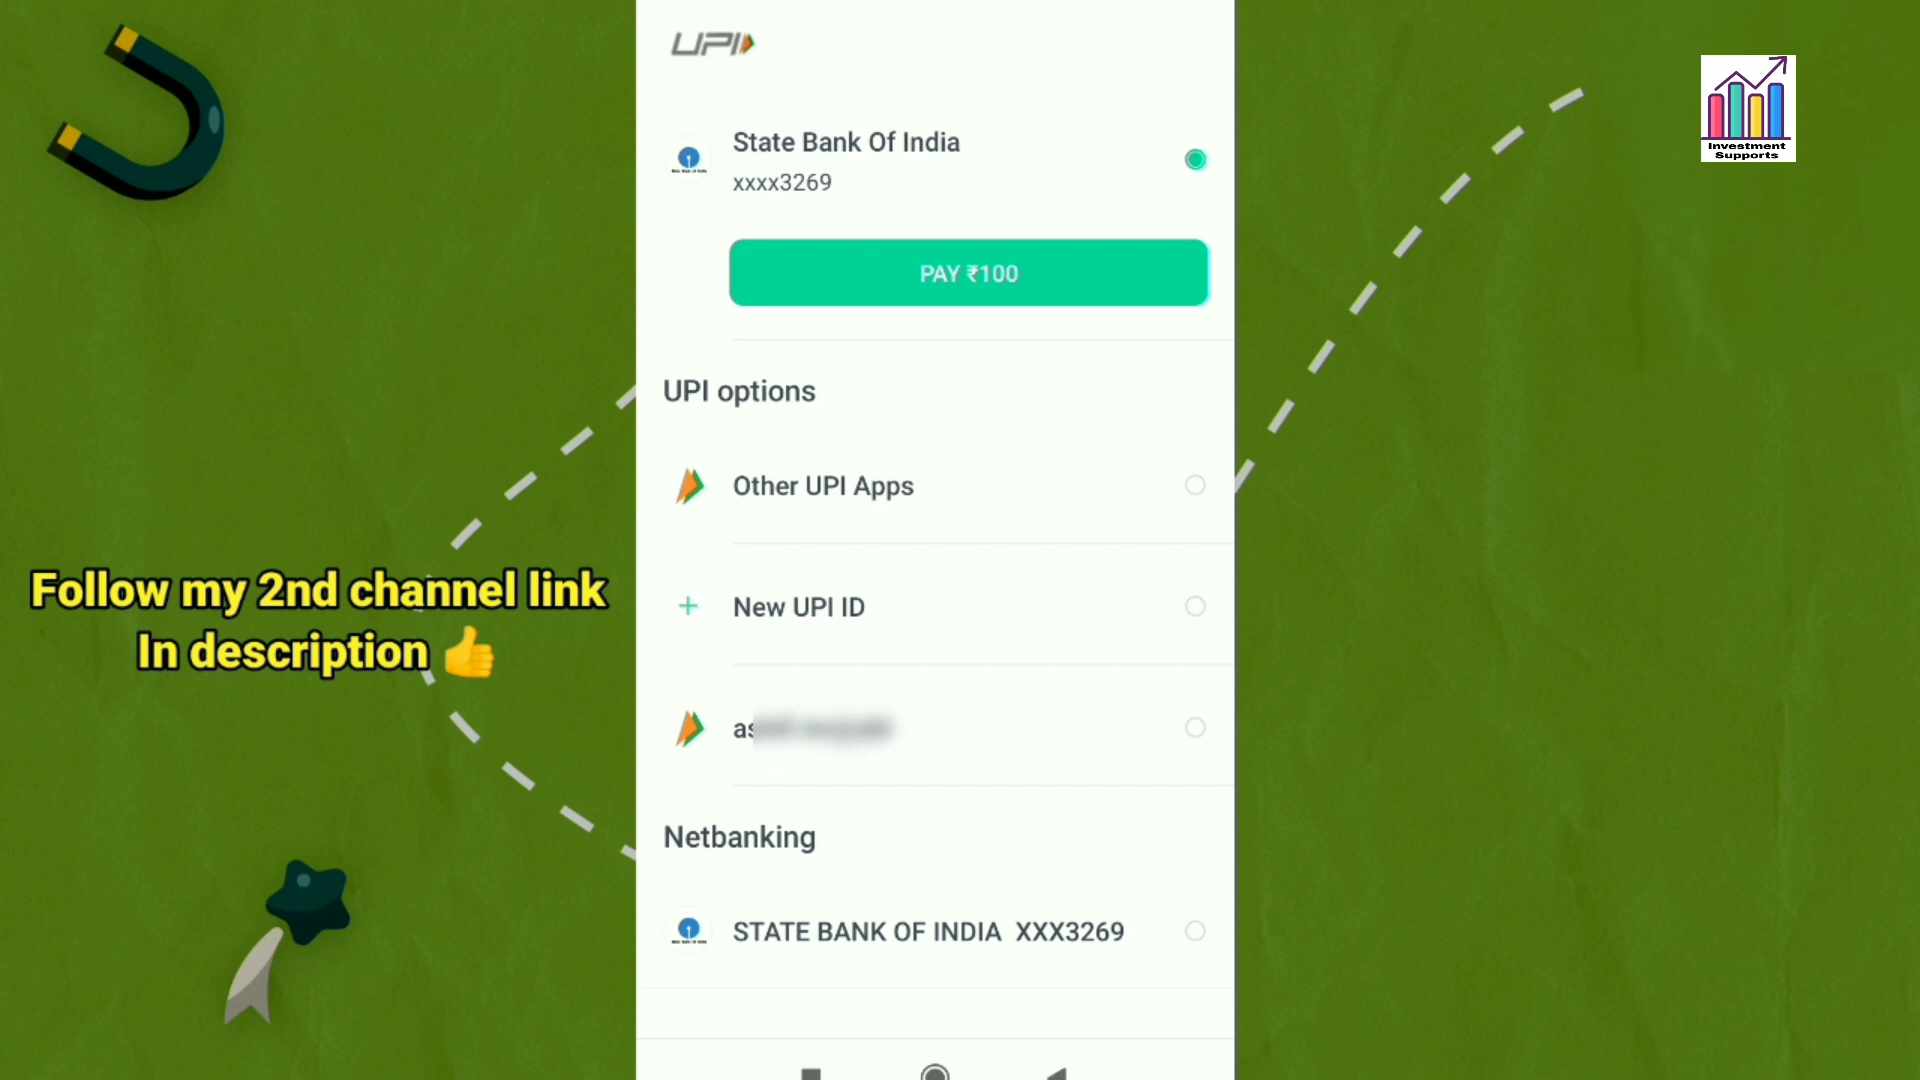 UPI
State Bank Of India
xxxx3269
PAY ₹100
UPI options
Other UPI Apps
New UPI ID
Netbanking
STATE BANK OF INDIA XXX3269
Follow my 2nd channel link
In description 👍
Investment
Supports